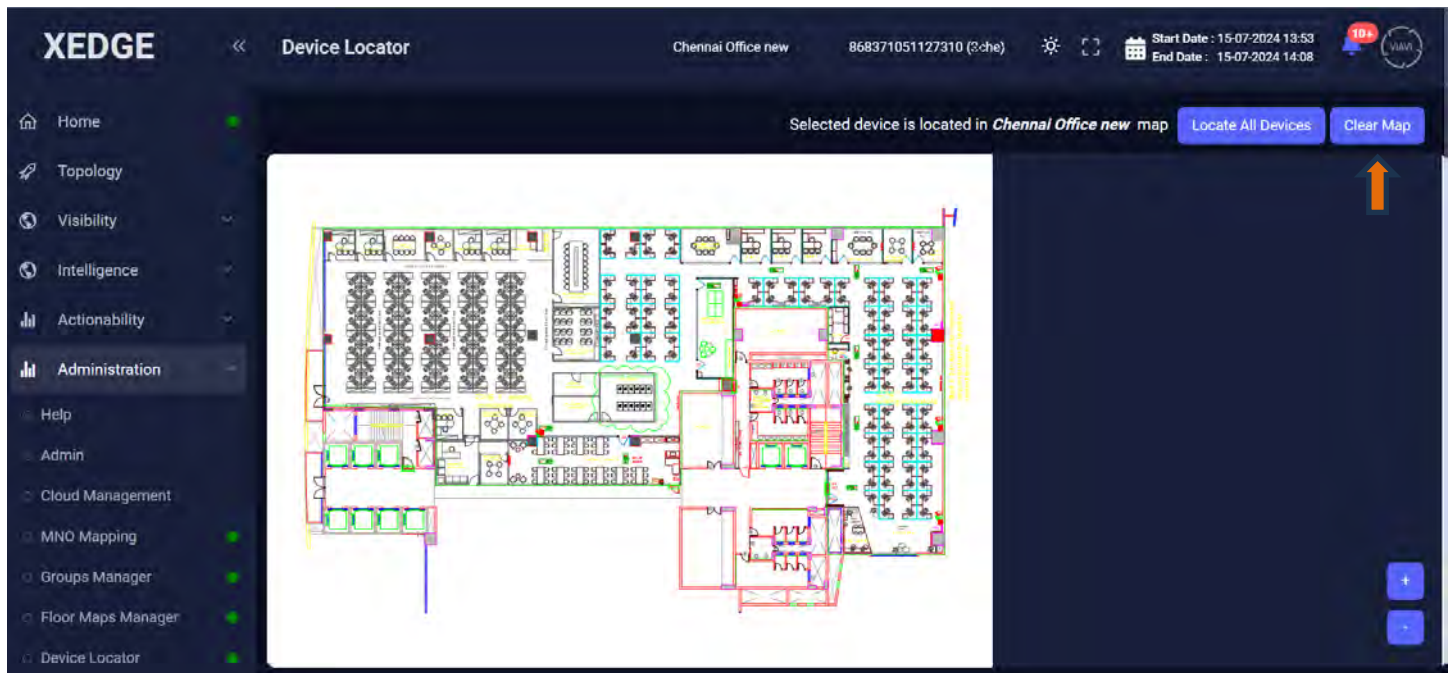 XEDGE
Device Locator
Chennai Office new
868371051127310
Start Date : 15-07-2024 13:53
End Date : 15-07-2024 14:08
10+
VIAVI
Home
Topology
Visibility
Intelligence
Actionability
Administration
Help
Admin
Cloud Management
MNO Mapping
Groups Manager
Floor Maps Manager
Device Locator
Selected device is located in Chennai Office new map
Locate All Devices
Clear Map
+
-